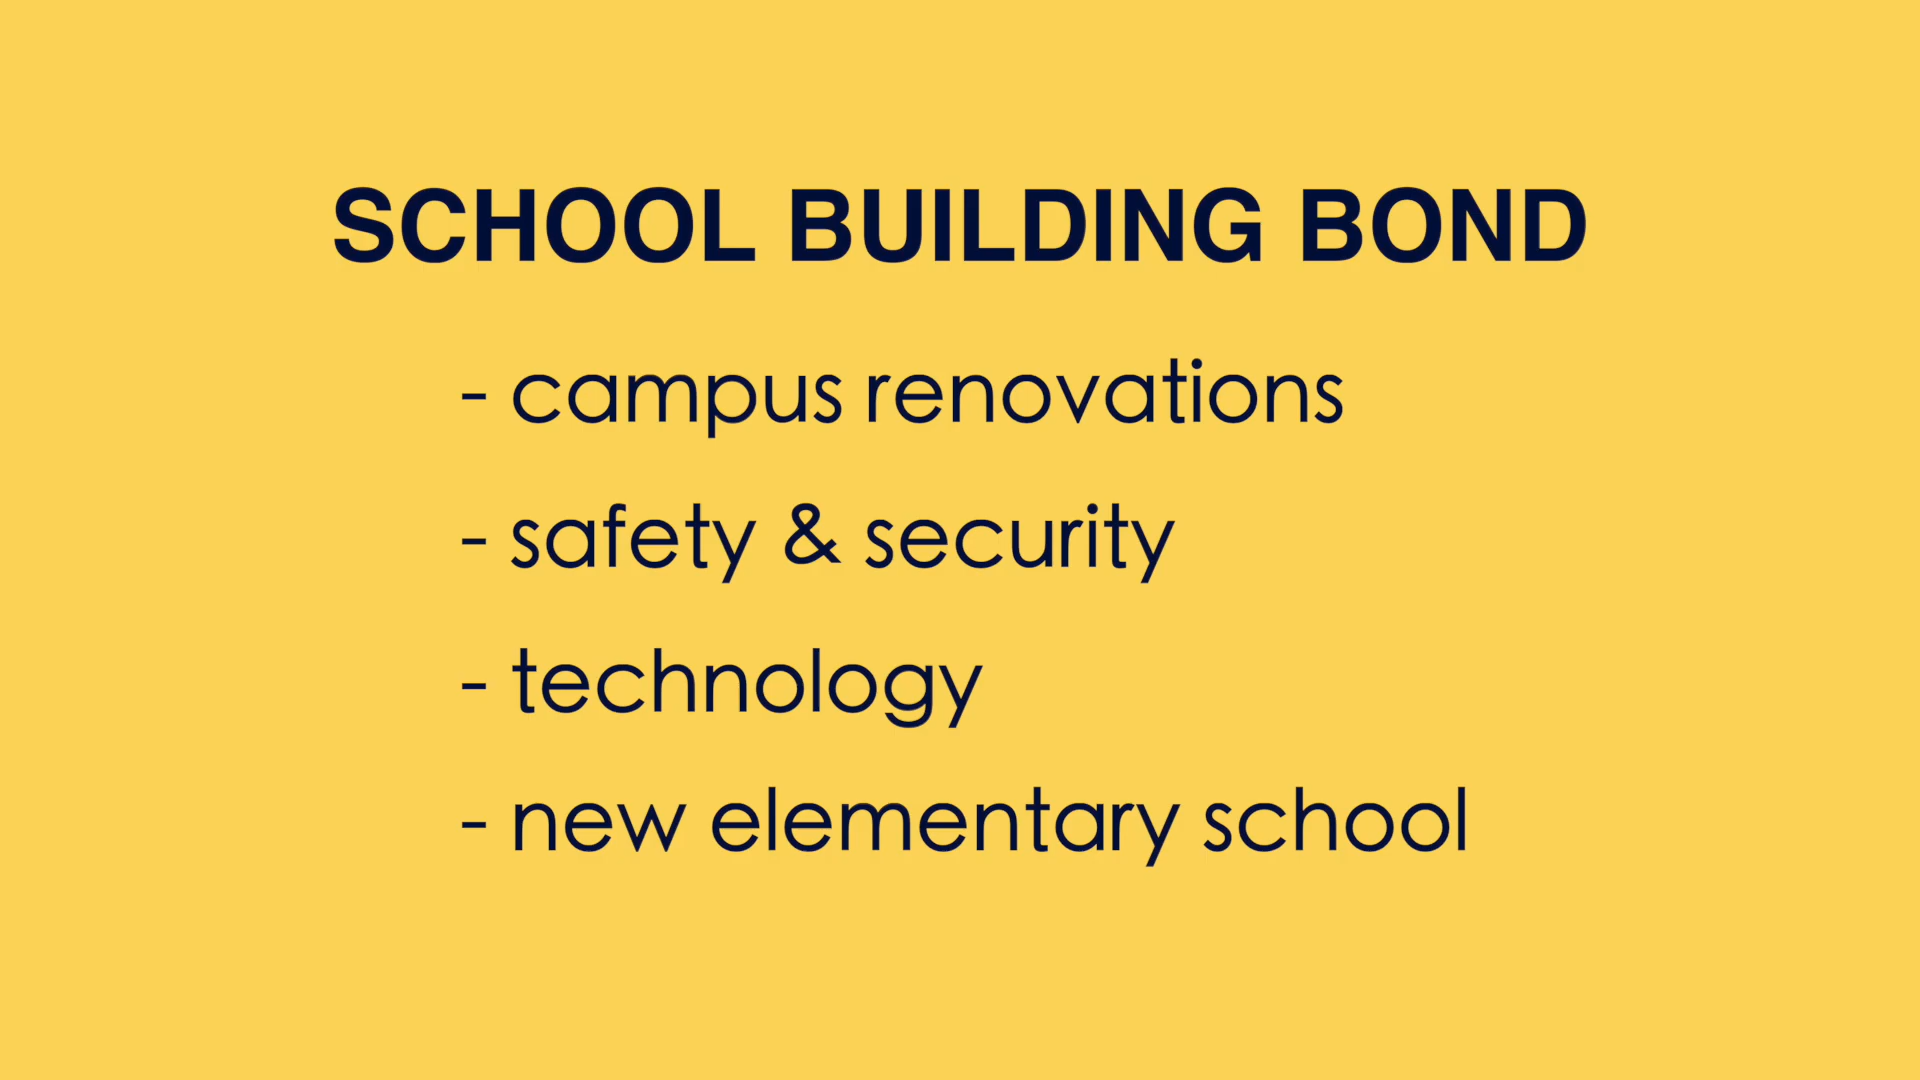 SCHOOL BUILDING BOND
- campus renovations
- safety & security
- technology
- new elementary school